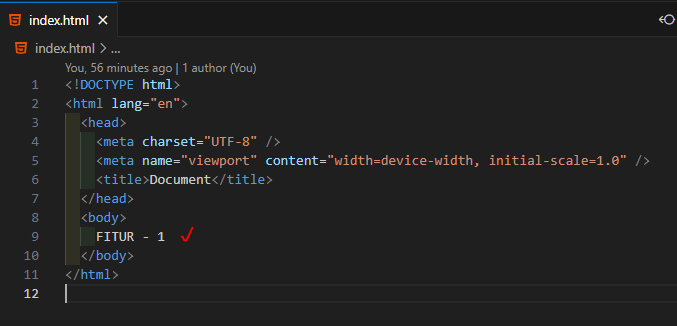 index.html
index.html > ...
You, 56 minutes ago | 1 author (You)
1 <!DOCTYPE html>
2 <html lang="en">
3 <head>
4 <meta charset="UTF-8" />
5 <meta name="viewport" content="width=device-width, initial-scale=1.0" />
6 <title>Document</title>
7 </head>
8 <body>
9 FITUR - 1
10 </body>
11 </html>
12